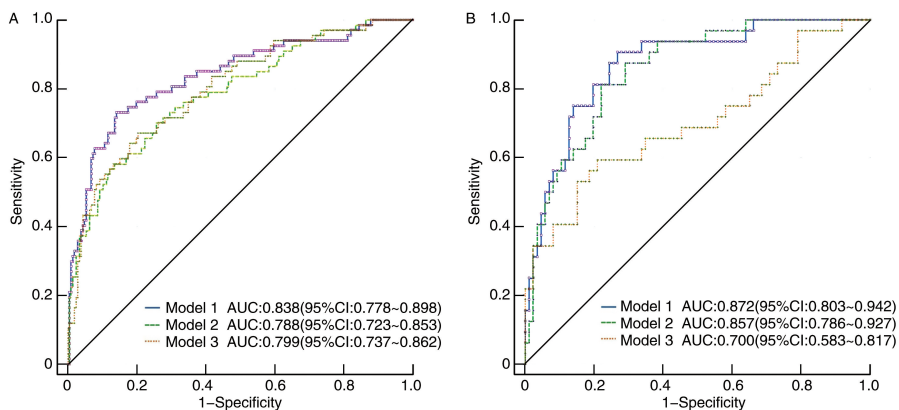 A
1.0
0.8
0.6
0.4
0.2
0
Sensitivity
Model 1 AUC:0.838(95%CI:0.778~0.898)
Model 2 AUC:0.788(95%CI:0.723~0.853)
Model 3 AUC:0.799(95%CI:0.737~0.862)
0 0.2 0.4 0.6 0.8 1.0
1−Specificity
B
1.0
0.8
0.6
0.4
0.2
0
Sensitivity
Model 1 AUC:0.872(95%CI:0.803~0.942)
Model 2 AUC:0.857(95%CI:0.786~0.927)
Model 3 AUC:0.700(95%CI:0.583~0.817)
0 0.2 0.4 0.6 0.8 1.0
1−Specificity